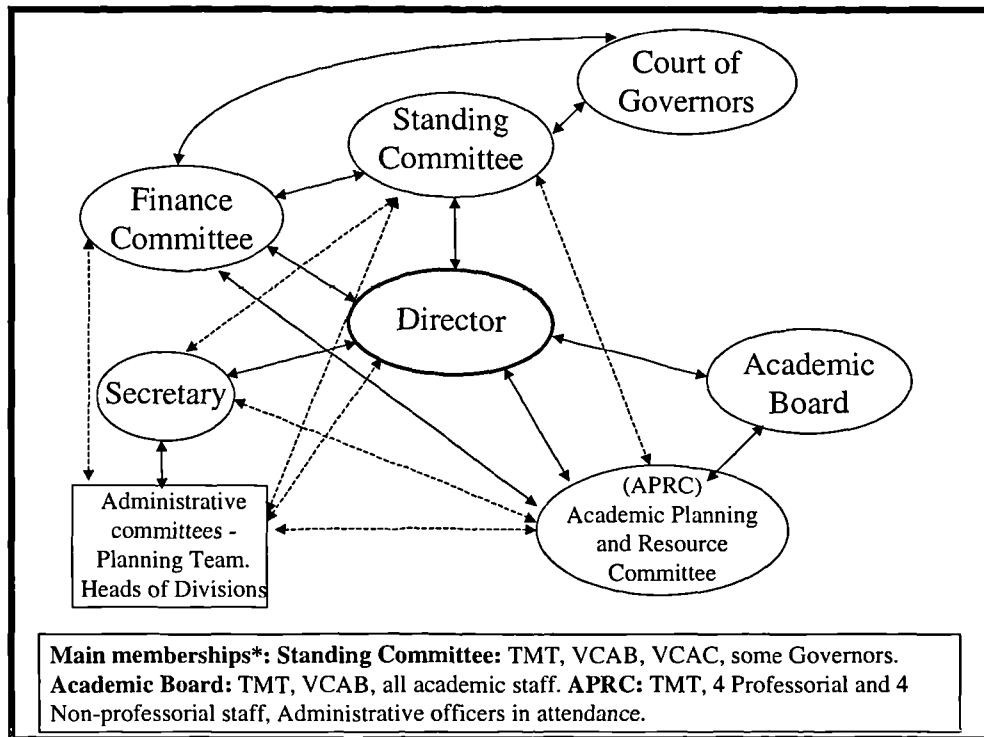 Court of
Governors
Standing
Committee
Finance
Committee
Director
Academic
Board
Secretary
(APRC)
Academic Planning
and Resource
Committee
Administrative
committees -
Planning Team.
Heads of Divisions
Main memberships*: Standing Committee: TMT, VCAB, VCAC, some Governors.
Academic Board: TMT, VCAB, all academic staff. APRC: TMT, 4 Professorial and 4
Non-professorial staff, Administrative officers in attendance.